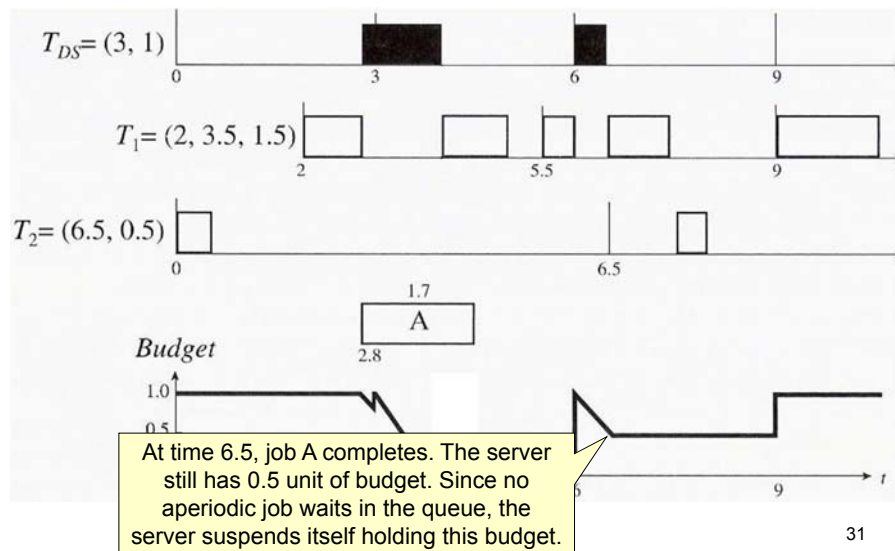 T_DS = (3, 1)
0 3 6 9
T_1 = (2, 3.5, 1.5)
2 5.5 9
T_2 = (6.5, 0.5)
0 6.5
1.7
A
2.8
Budget
1.0
0.5
At time 6.5, job A completes. The server
still has 0.5 unit of budget. Since no
aperiodic job waits in the queue, the
server suspends itself holding this budget.
9 t
31